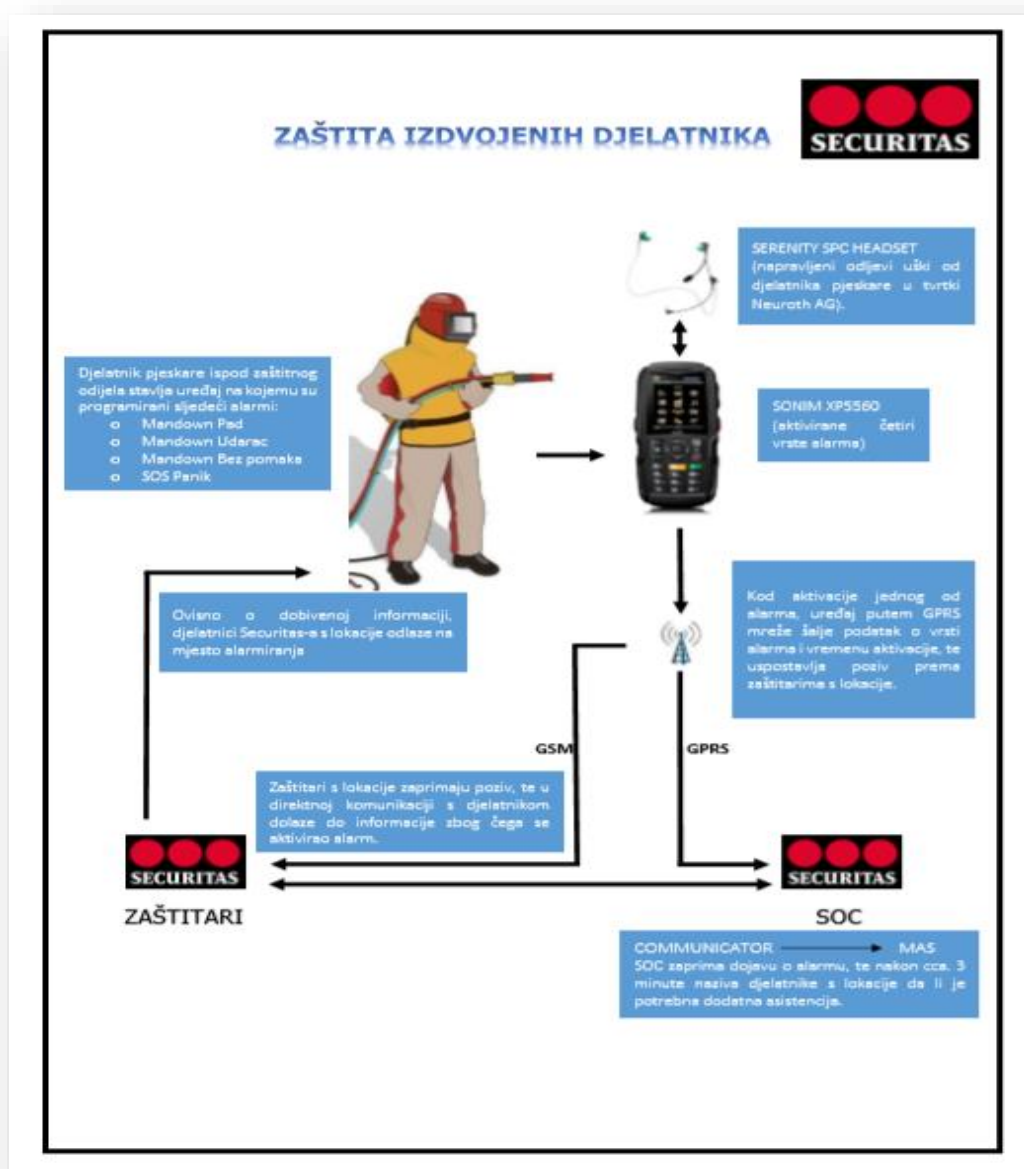 SECURITAS
ZAŠTITA IZDVOJENIH DJELATNIKA
SERENITY SPC HEADSET
(napravljeni odljevi uški od
djelatnika pjeskare u tvrtki
Neuroth AG).
Djelatnik pjeskare ispod zaštitnog
odijela stavlja uređaj na kojemu su
programirani sljedeći alarmi:
o Mandown Pad
o Mandown Udarac
o Mandown Bez pomaka
o SOS Panik
SONIM XP5560
(aktivirane četiri
vrste alarma)
Ovisno o dobivenoj informaciji,
djelatnici Securitas-a s lokacije odlaze na
mjesto alarmiranja
Kod aktivacije jednog od
alarma, uređaj putem GPRS
mreže šalje podatak o vrsti
alarma i vremenu aktivacije, te
uspostavlja poziv prema
zaštitarima s lokacije.
GSM
GPRS
Zaštitari s lokacije zaprimaju poziv, te u
direktnoj komunikaciji s djelatnikom
dolaze do informacije zbog čega se
aktivirao alarm.
SECURITAS
ZAŠTITARI
SECURITAS
SOC
COMMUNICATOR MAS
SOC zaprima dojavu o alarmu, te nakon cca. 3
minute naziva djelatnike s lokacije da li je
potrebna dodatna asistencija.